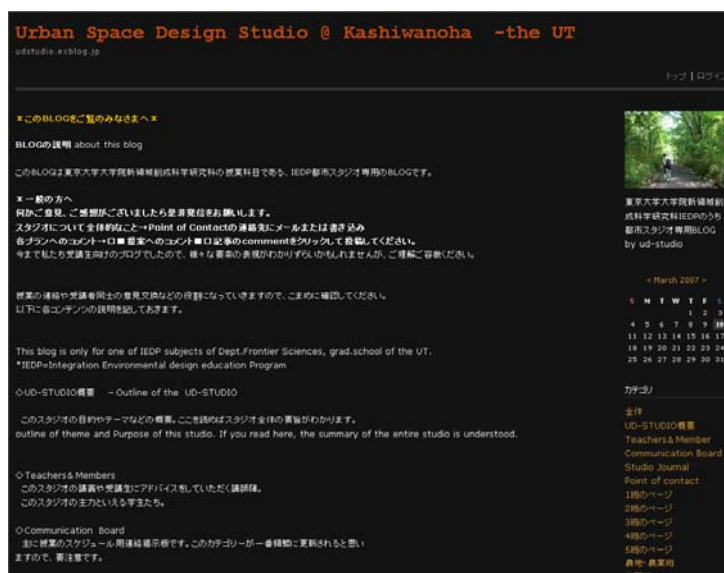 Urban Space Design Studio @ Kashiwanoha -the UT
udstudio.exblog.jp
トップ | ログイン
×このBLOGをご覧のみなさまへ×
BLOGの説明 about this blog
このBLOGは東京大学大学院新領域創成科学研究科の授業科目である、IEDP都市スタジオ専用のBLOGです。
×一般の方へ
何かご意見、ご感想がございましたら是非発信をお願いします。
スタジオについて全体的なこと→Point of Contactの連絡先にメールまたは書き込み
各プランへのコメント→□■提案へのコメント■□記事のcommentをクリックして投稿してください。
今まで私たち受講生向けのブログでしたので、様々な要素の表現がわかりずらいかもしれませんが、ご理解ご容赦ください。
授業の連絡や受講者同士の意見交換などの役割になっていきますので、こまめに確認してください。
以下に各コンテンツの説明を記しておきます。
This blog is only for one of IEDP subjects of Dept.Frontier Sciences, grad.school of the UT.
*IEDP=Integration Environmental design education Program
◇UD-STUDIO概要 - Outline of the UD-STUDIO
このスタジオの目的やテーマなどの概要。ここを読めばスタジオ全体の要旨がわかります。
outline of theme and Purpose of this studio. If you read here, the summary of the entire studio is understood.
◇Teachers&Members
このスタジオの講義や受講生にアドバイスをしていただく講師陣。
このスタジオの主力といえる学生たち。
◇Communication Board
主に授業のスケジュール用連絡掲示板です。このカテゴリーが一番頻繁に更新されると思い
ますので、要注意です。
東京大学大学院新領域創
成科学研究科IEDPのうち
都市スタジオ専用BLOG
by ud-studio
< March 2007 >
S M T W T F S
1 2 3
4 5 6 7 8 9 10
11 12 13 14 15 16 17
18 19 20 21 22 23 24
25 26 27 28 29 30 31
カテゴリ
全体
UD-STUDIO概要
Teachers & Member
Communication Board
Studio Journal
Point of contact
1班のページ
2班のページ
3班のページ
4班のページ
5班のページ
農地・農業班